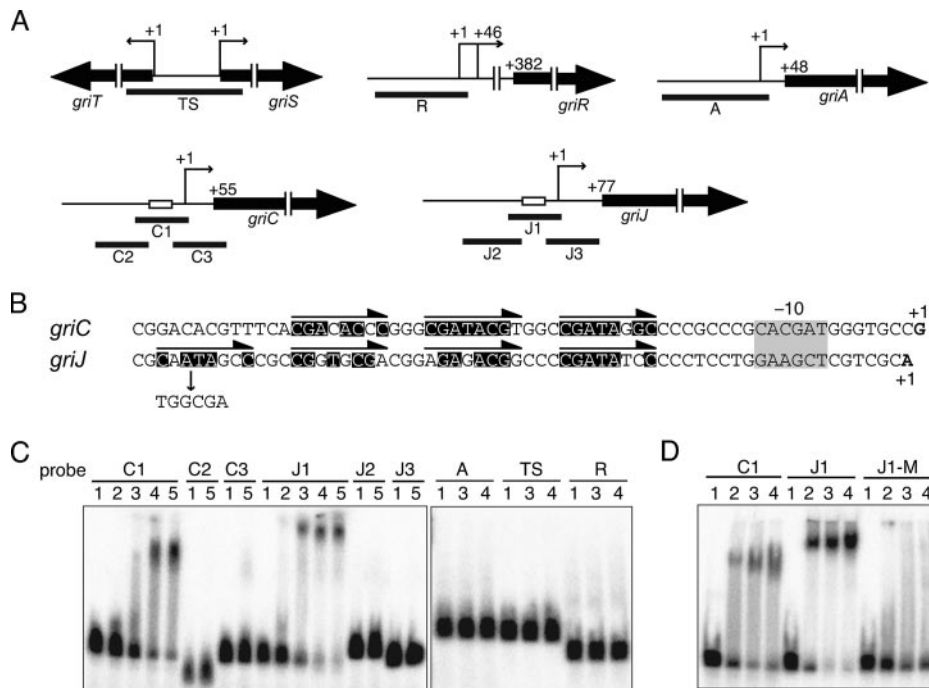 A
+1 +1
griT TS griS
+1 +46
+382
R griR
+1
+48
A griA
+1
+55
C1 griC
C2 C3
+1
+77
J1 griJ
J2 J3
B
−10 +1
griC CGGACACGTTTCACGACACCCGGGCGATACGTGGCCGATAGGCCCCGCCCGCACGATGGGTGCCG
griJ CGCAATAGCCCGCCGGTGCGACGGAGAGACGGCCCCGATATCCCCCTCCTGGAAGCTCGTCGCA
+1
TGGCGA
C
probe C1 C2 C3 J1 J2 J3 A TS R
1 2 3 4 5 1 5 1 5 1 2 3 4 5 1 5 1 5 1 3 4 1 3 4 1 3 4
D
C1 J1 J1-M
1 2 3 4 1 2 3 4 1 2 3 4